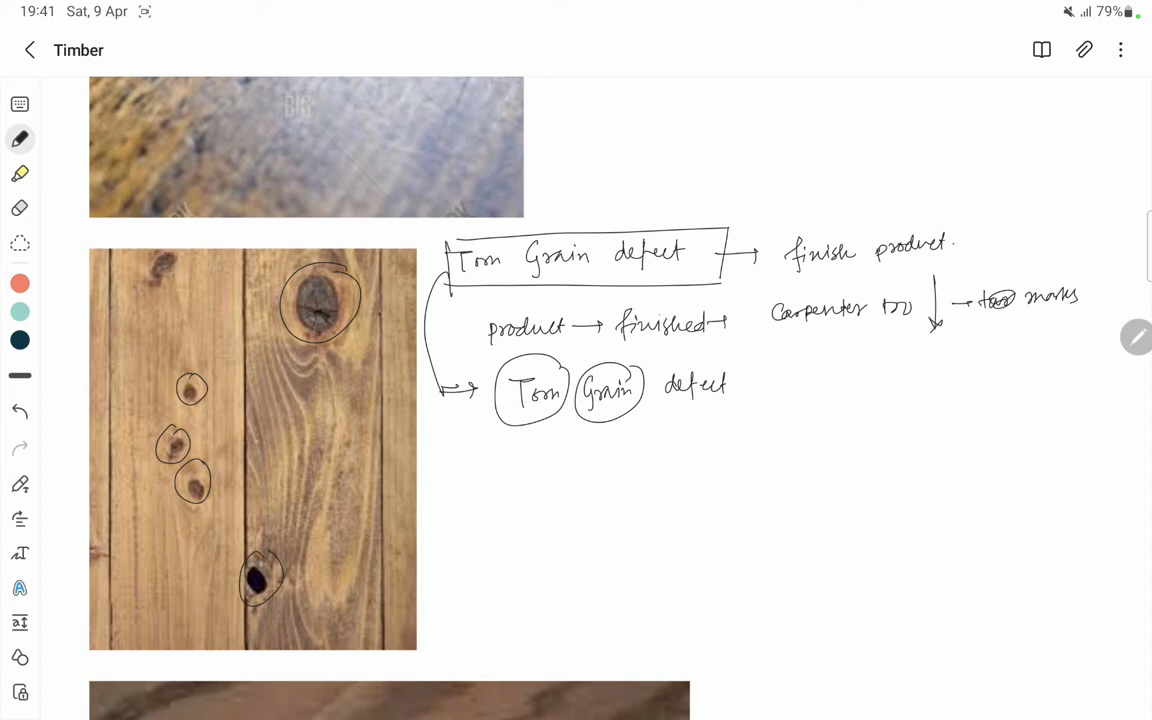 19:41 Sat, 9 Apr 79%
Timber
BIG
Torn Grain defect → finish product.
product → finished → Carpenter → marks
Torn Grain defect